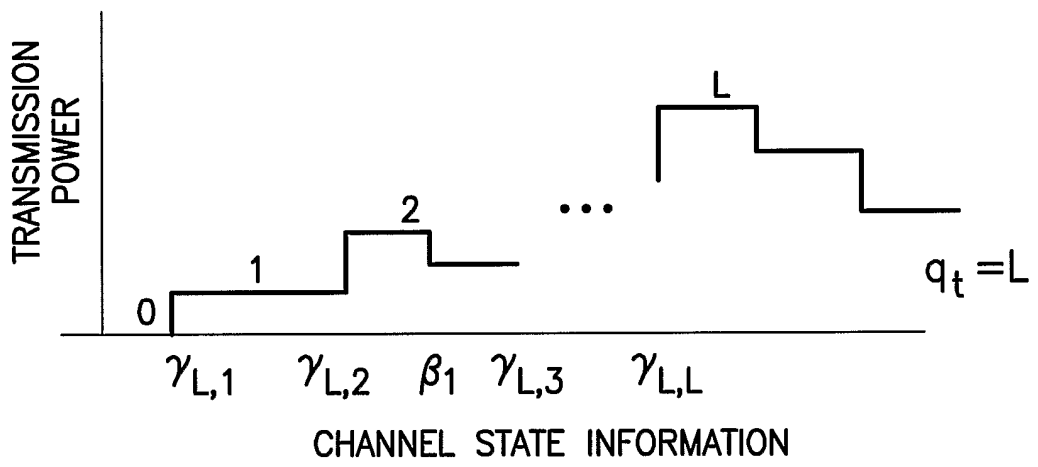 TRANSMISSION
POWER
L
2
...
1
0
q_t = L
γ_L,1 γ_L,2 β_1 γ_L,3 γ_L,L
CHANNEL STATE INFORMATION